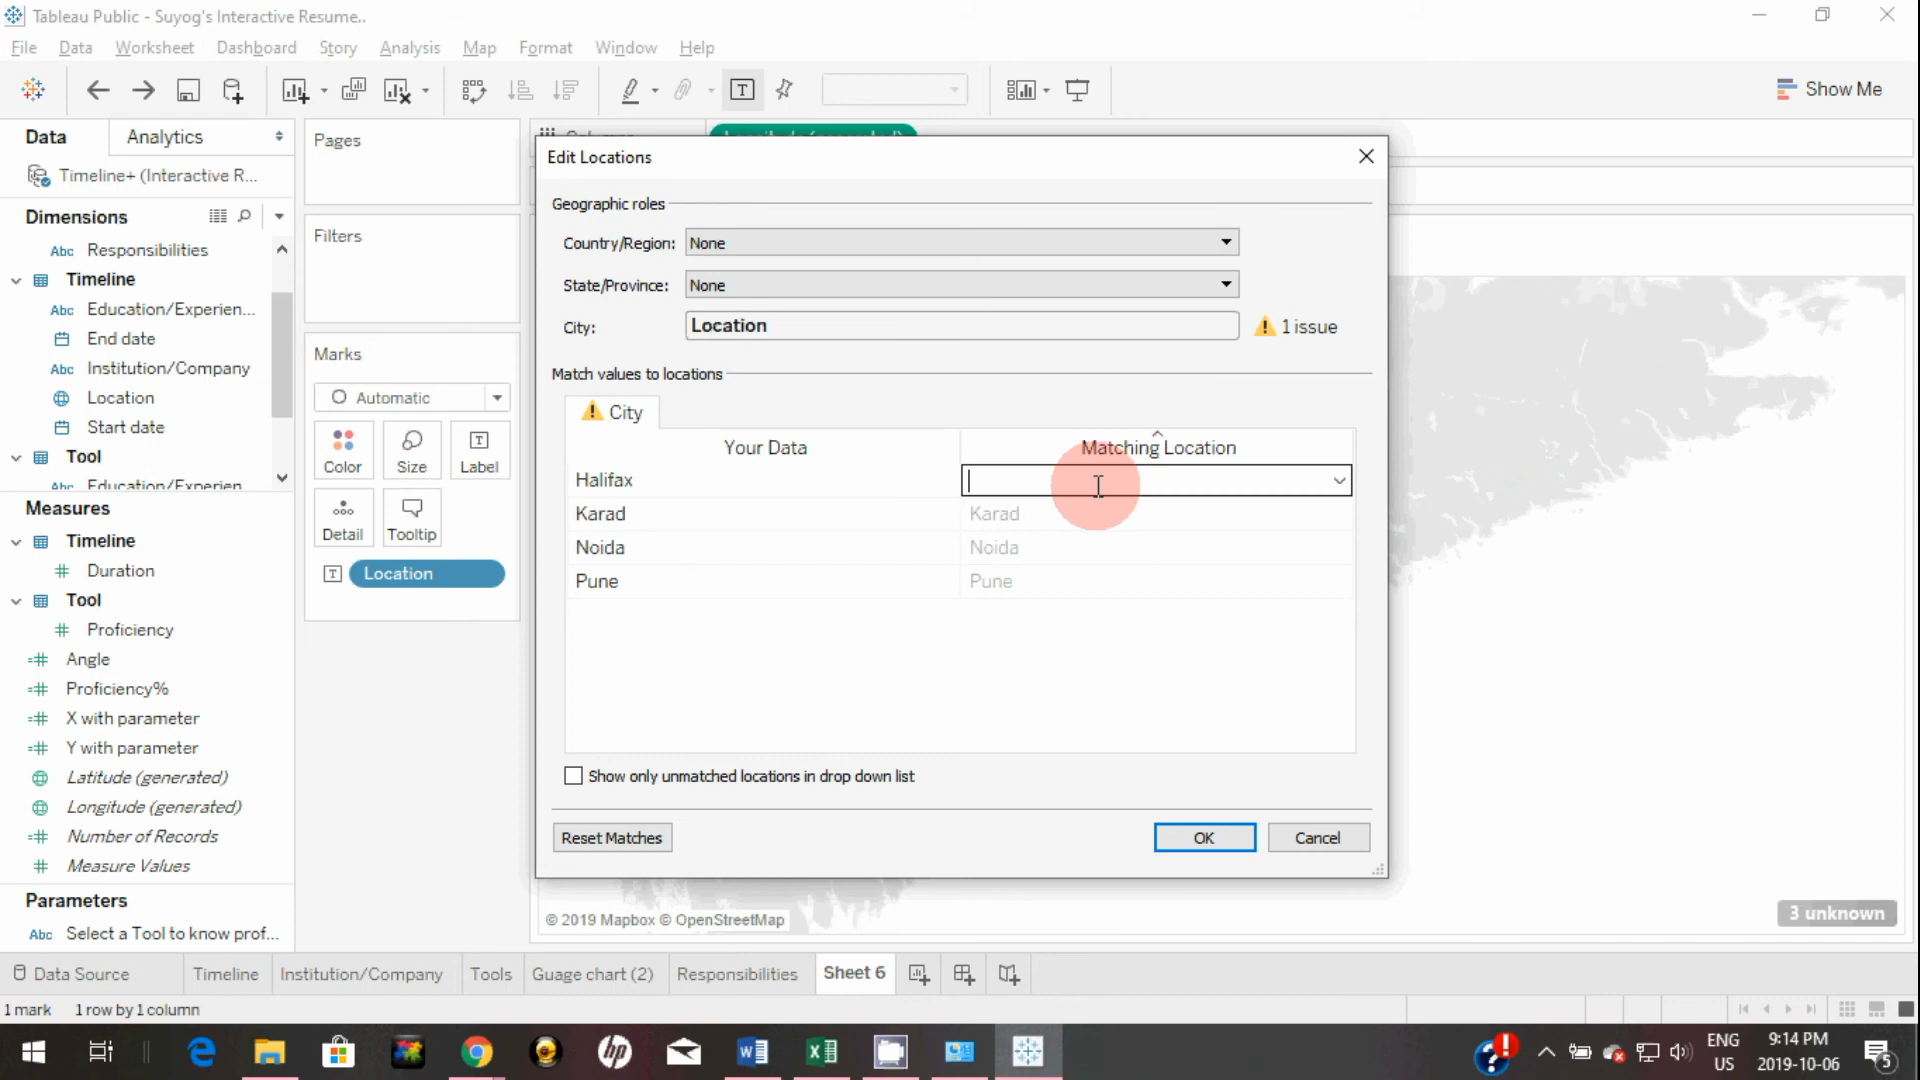 Tableau Public - Suyog's Interactive Resume..
File Data Worksheet Dashboard Story Analysis Map Format Window Help
Show Me
Data Analytics
Timeline+ (Interactive R...
Dimensions
Abc Responsibilities
Timeline
Abc Education/Experien...
End date
Abc Institution/Company
Location
Start date
Tool
Abc Education/Experien
Measures
Timeline
Duration
Tool
Proficiency
Angle
Proficiency%
X with parameter
Y with parameter
Latitude (generated)
Longitude (generated)
Number of Records
Measure Values
Parameters
Abc Select a Tool to know prof...
Pages
Filters
Marks
Automatic
Color Size Label
Detail Tooltip
T Location
Columns Longitude (generated)
Edit Locations
Geographic roles
Country/Region: None
State/Province: None
City: Location 1 issue
Match values to locations
City
Your Data Matching Location
Halifax
Karad Karad
Noida Noida
Pune Pune
Show only unmatched locations in drop down list
Reset Matches OK Cancel
© 2019 Mapbox © OpenStreetMap
3 unknown
Data Source Timeline Institution/Company Tools Guage chart (2) Responsibilities Sheet 6
1 mark 1 row by 1 column
ENG
US
9:14 PM
2019-10-06
5